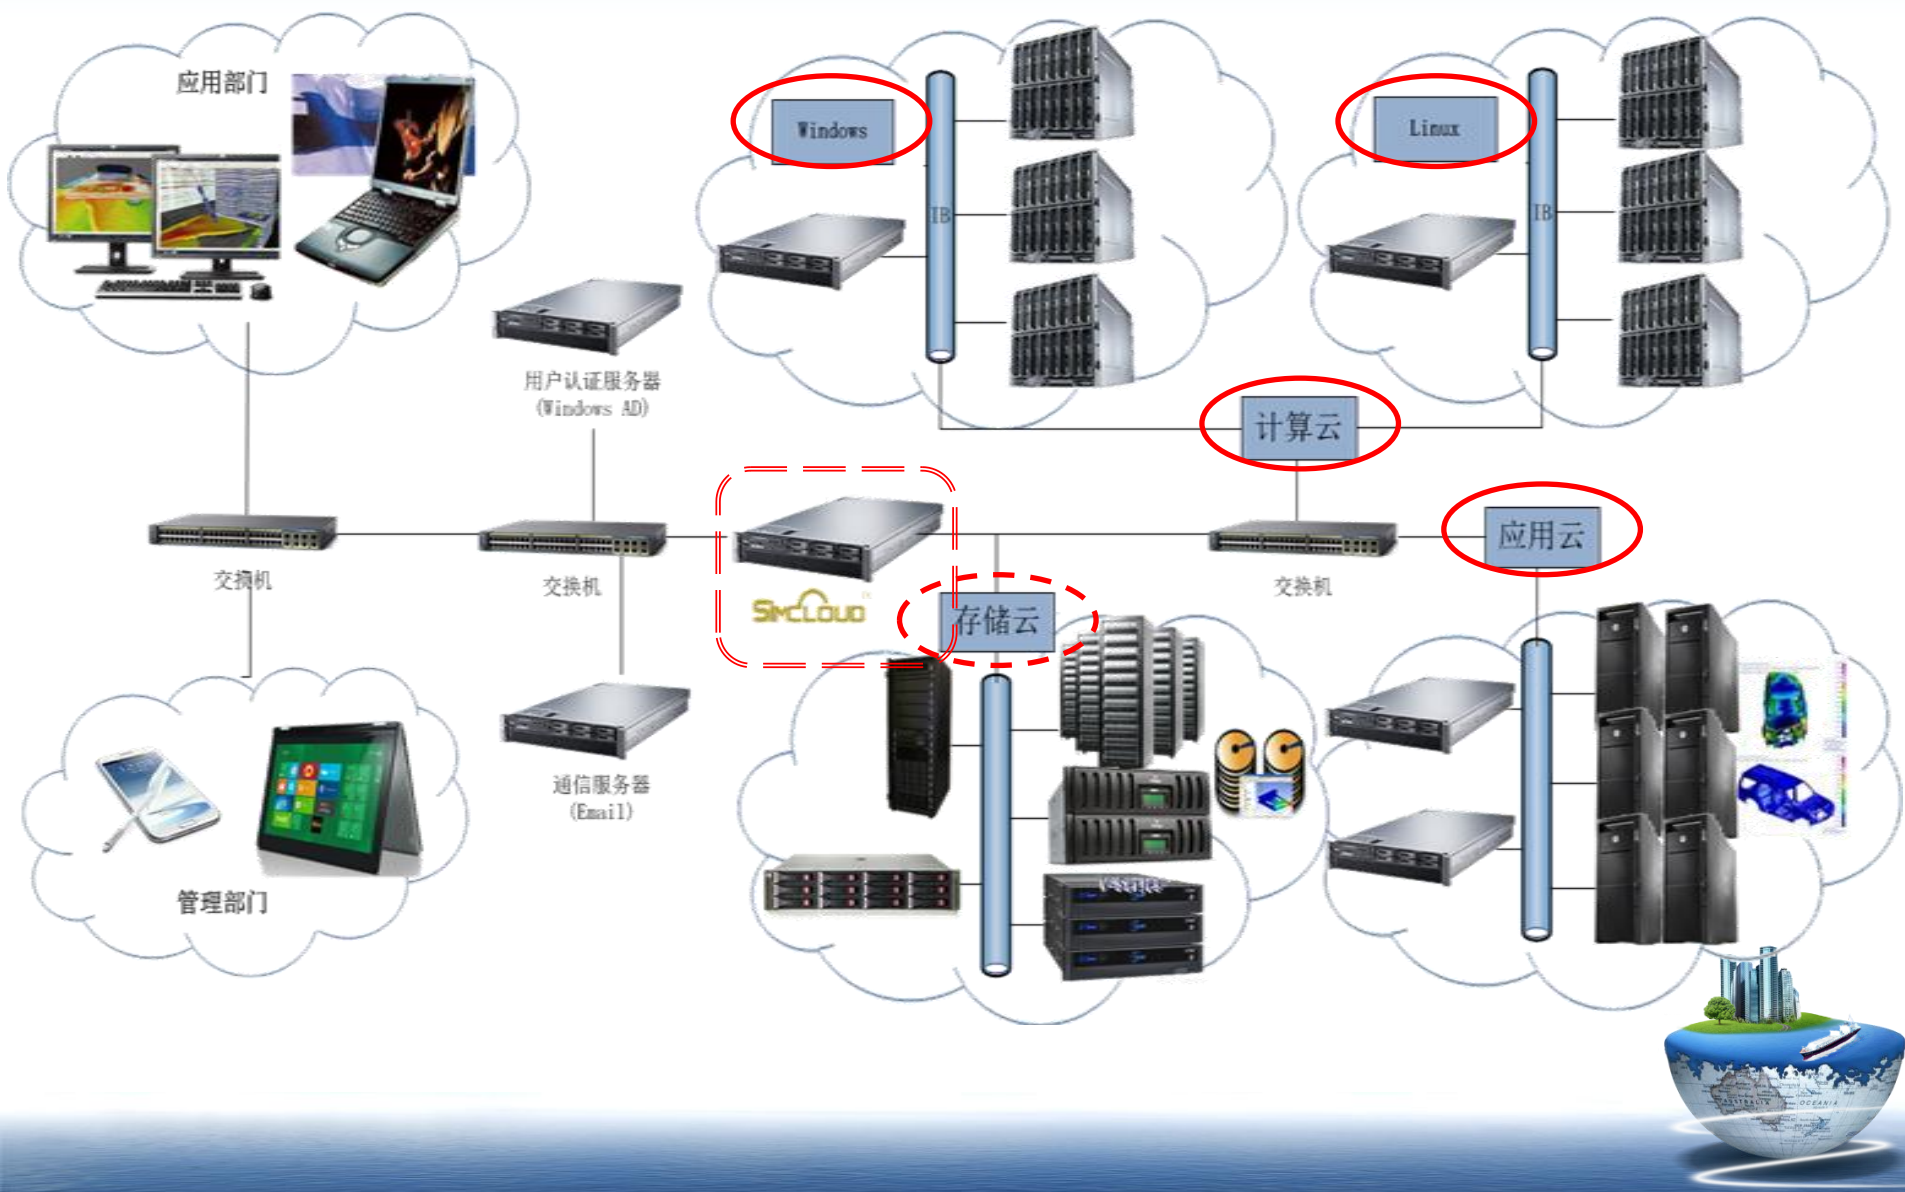 应用部门
Windows
IB
Linux
IB
用户认证服务器
(Windows AD)
计算云
应用云
交换机
交换机
SIMCLOUD
存储云
交换机
通信服务器
(Email)
管理部门
AUSTRALIA
OCEANIA